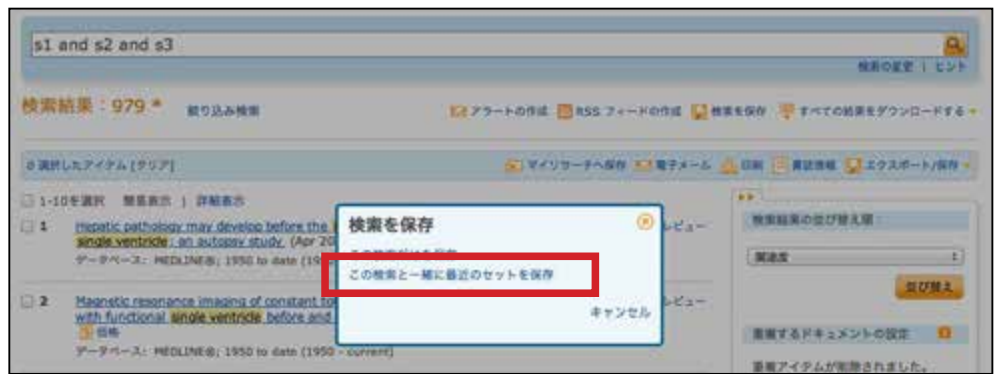 s1 and s2 and s3
検索の変更 | ヒント
検索結果：979 * 絞り込み検索 アラートの作成 RSS フィードの作成 検索を保存 すべての結果をダウンロードする
0 選択したアイテム [クリア] マイリサーチへ保存 電子メール 印刷 書誌情報 エクスポート/保存
1-10を選択 簡易表示 | 詳細表示
1 Hepatic pathology may develop before the
single ventricle: an autopsy study. (Apr 20
データベース: MEDLINE®; 1950 to date (19
レビュー
2 Magnetic resonance imaging of constant
with functional single ventricle before and
価格
データベース: MEDLINE®; 1950 to date (1950 - current)
レビュー
検索を保存
この検索と一緒に最近のセットを保存
キャンセル
検索結果の並び替え順:
関連度
並び替え
重複するドキュメントの設定
重複アイテムが削除されました。